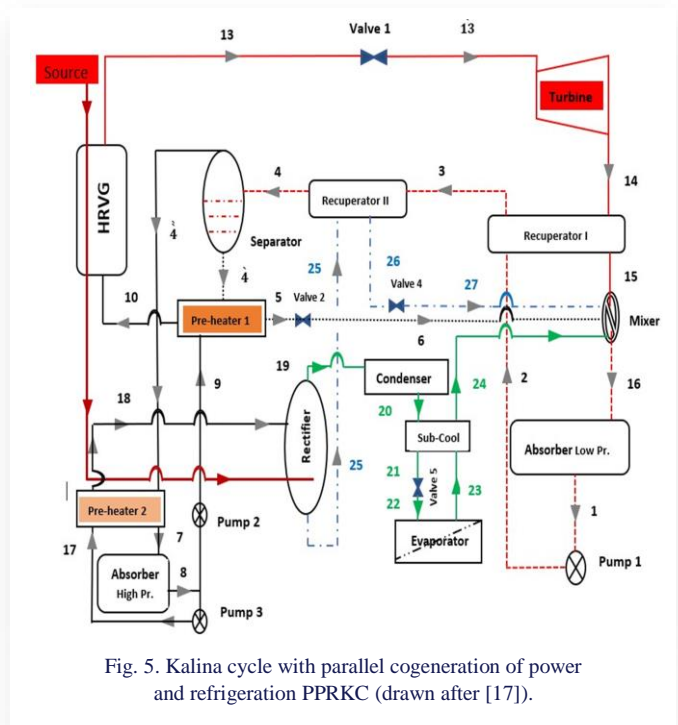 Valve 1
13
13
Source
Turbine
HRVG
4
3
14
Recuperator II
Recuperator I
Separator
4
4
25
26
27
15
10
5
Valve 2
Valve 4
Pre-heater 1
Mixer
6
19
Condenser
24
2
16
18
9
20
Rectifier
Sub-Cool
Absorber Low Pr.
25
21
Valve 5
23
22
Pre-heater 2
Pump 2
17
7
Evaporator
1
Absorber
High Pr.
8
Pump 1
Pump 3
Fig. 5. Kalina cycle with parallel cogeneration of power
and refrigeration PPRKC (drawn after [17]).